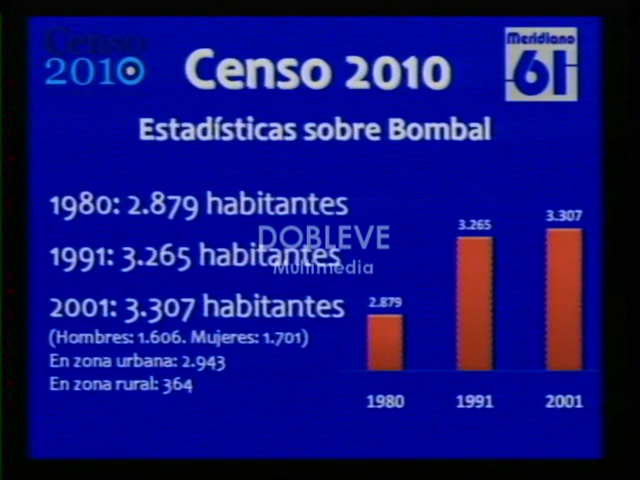 Censo
2010
Censo 2010
Meridiano
61
Estadísticas sobre Bombal
1980: 2.879 habitantes
1991: 3.265 habitantes
2001: 3.307 habitantes
(Hombres: 1.606. Mujeres: 1.701)
En zona urbana: 2.943
En zona rural: 364
DOBLEVE
Multimedia
2.879
3.265
3.307
1980
1991
2001